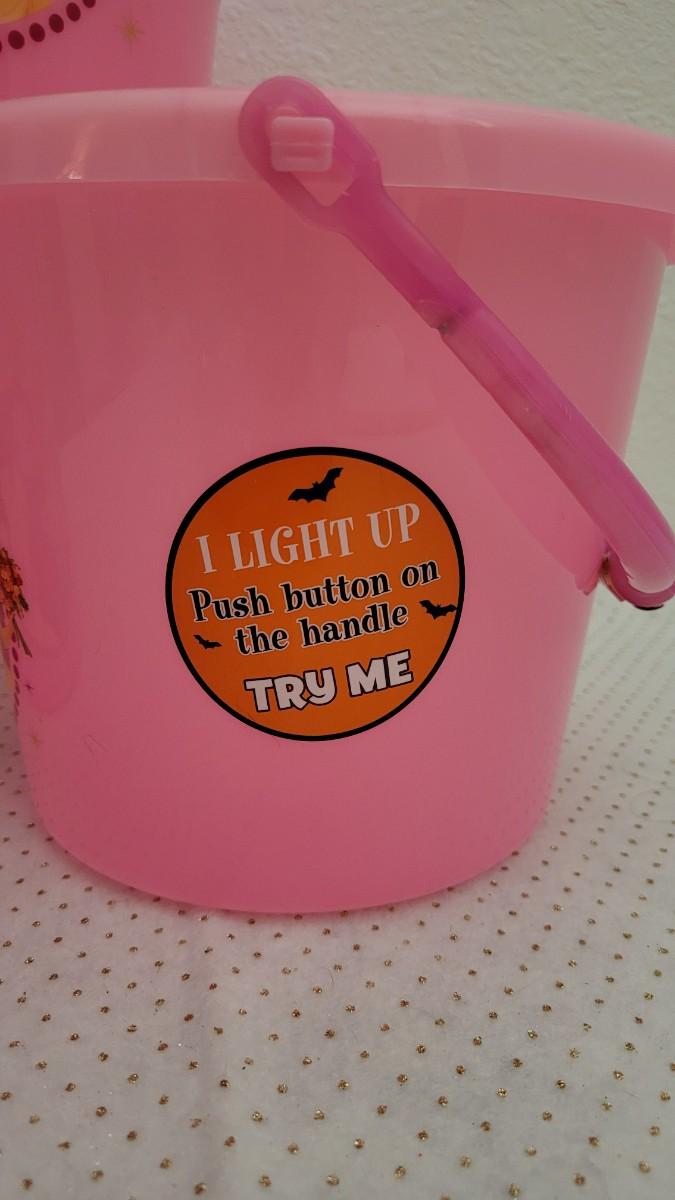 I LIGHT UP
Push button on
the handle
TRY ME